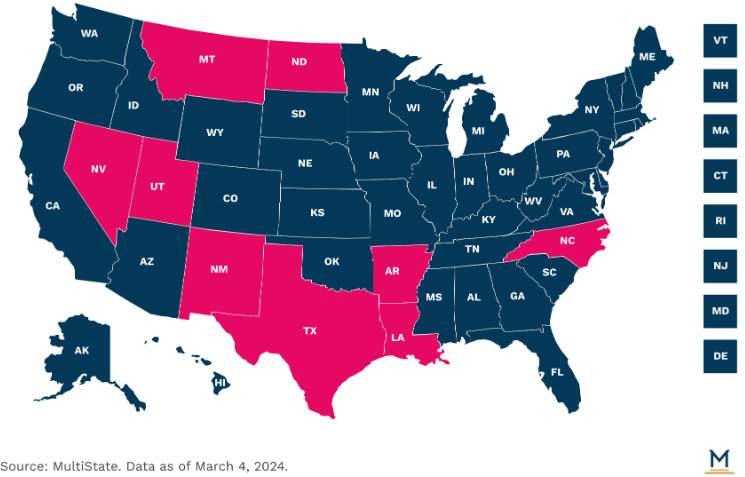 WA
MT
ND
MN
ME
VT
OR
ID
WY
SD
WI
MI
NY
NH
NV
UT
CO
NE
IA
IL
IN
OH
PA
MA
CA
KS
MO
KY
WV
VA
CT
AZ
NM
OK
AR
TN
NC
RI
TX
LA
MS
AL
GA
SC
NJ
AK
HI
FL
MD
DE
M
Source: MultiState. Data as of March 4, 2024.